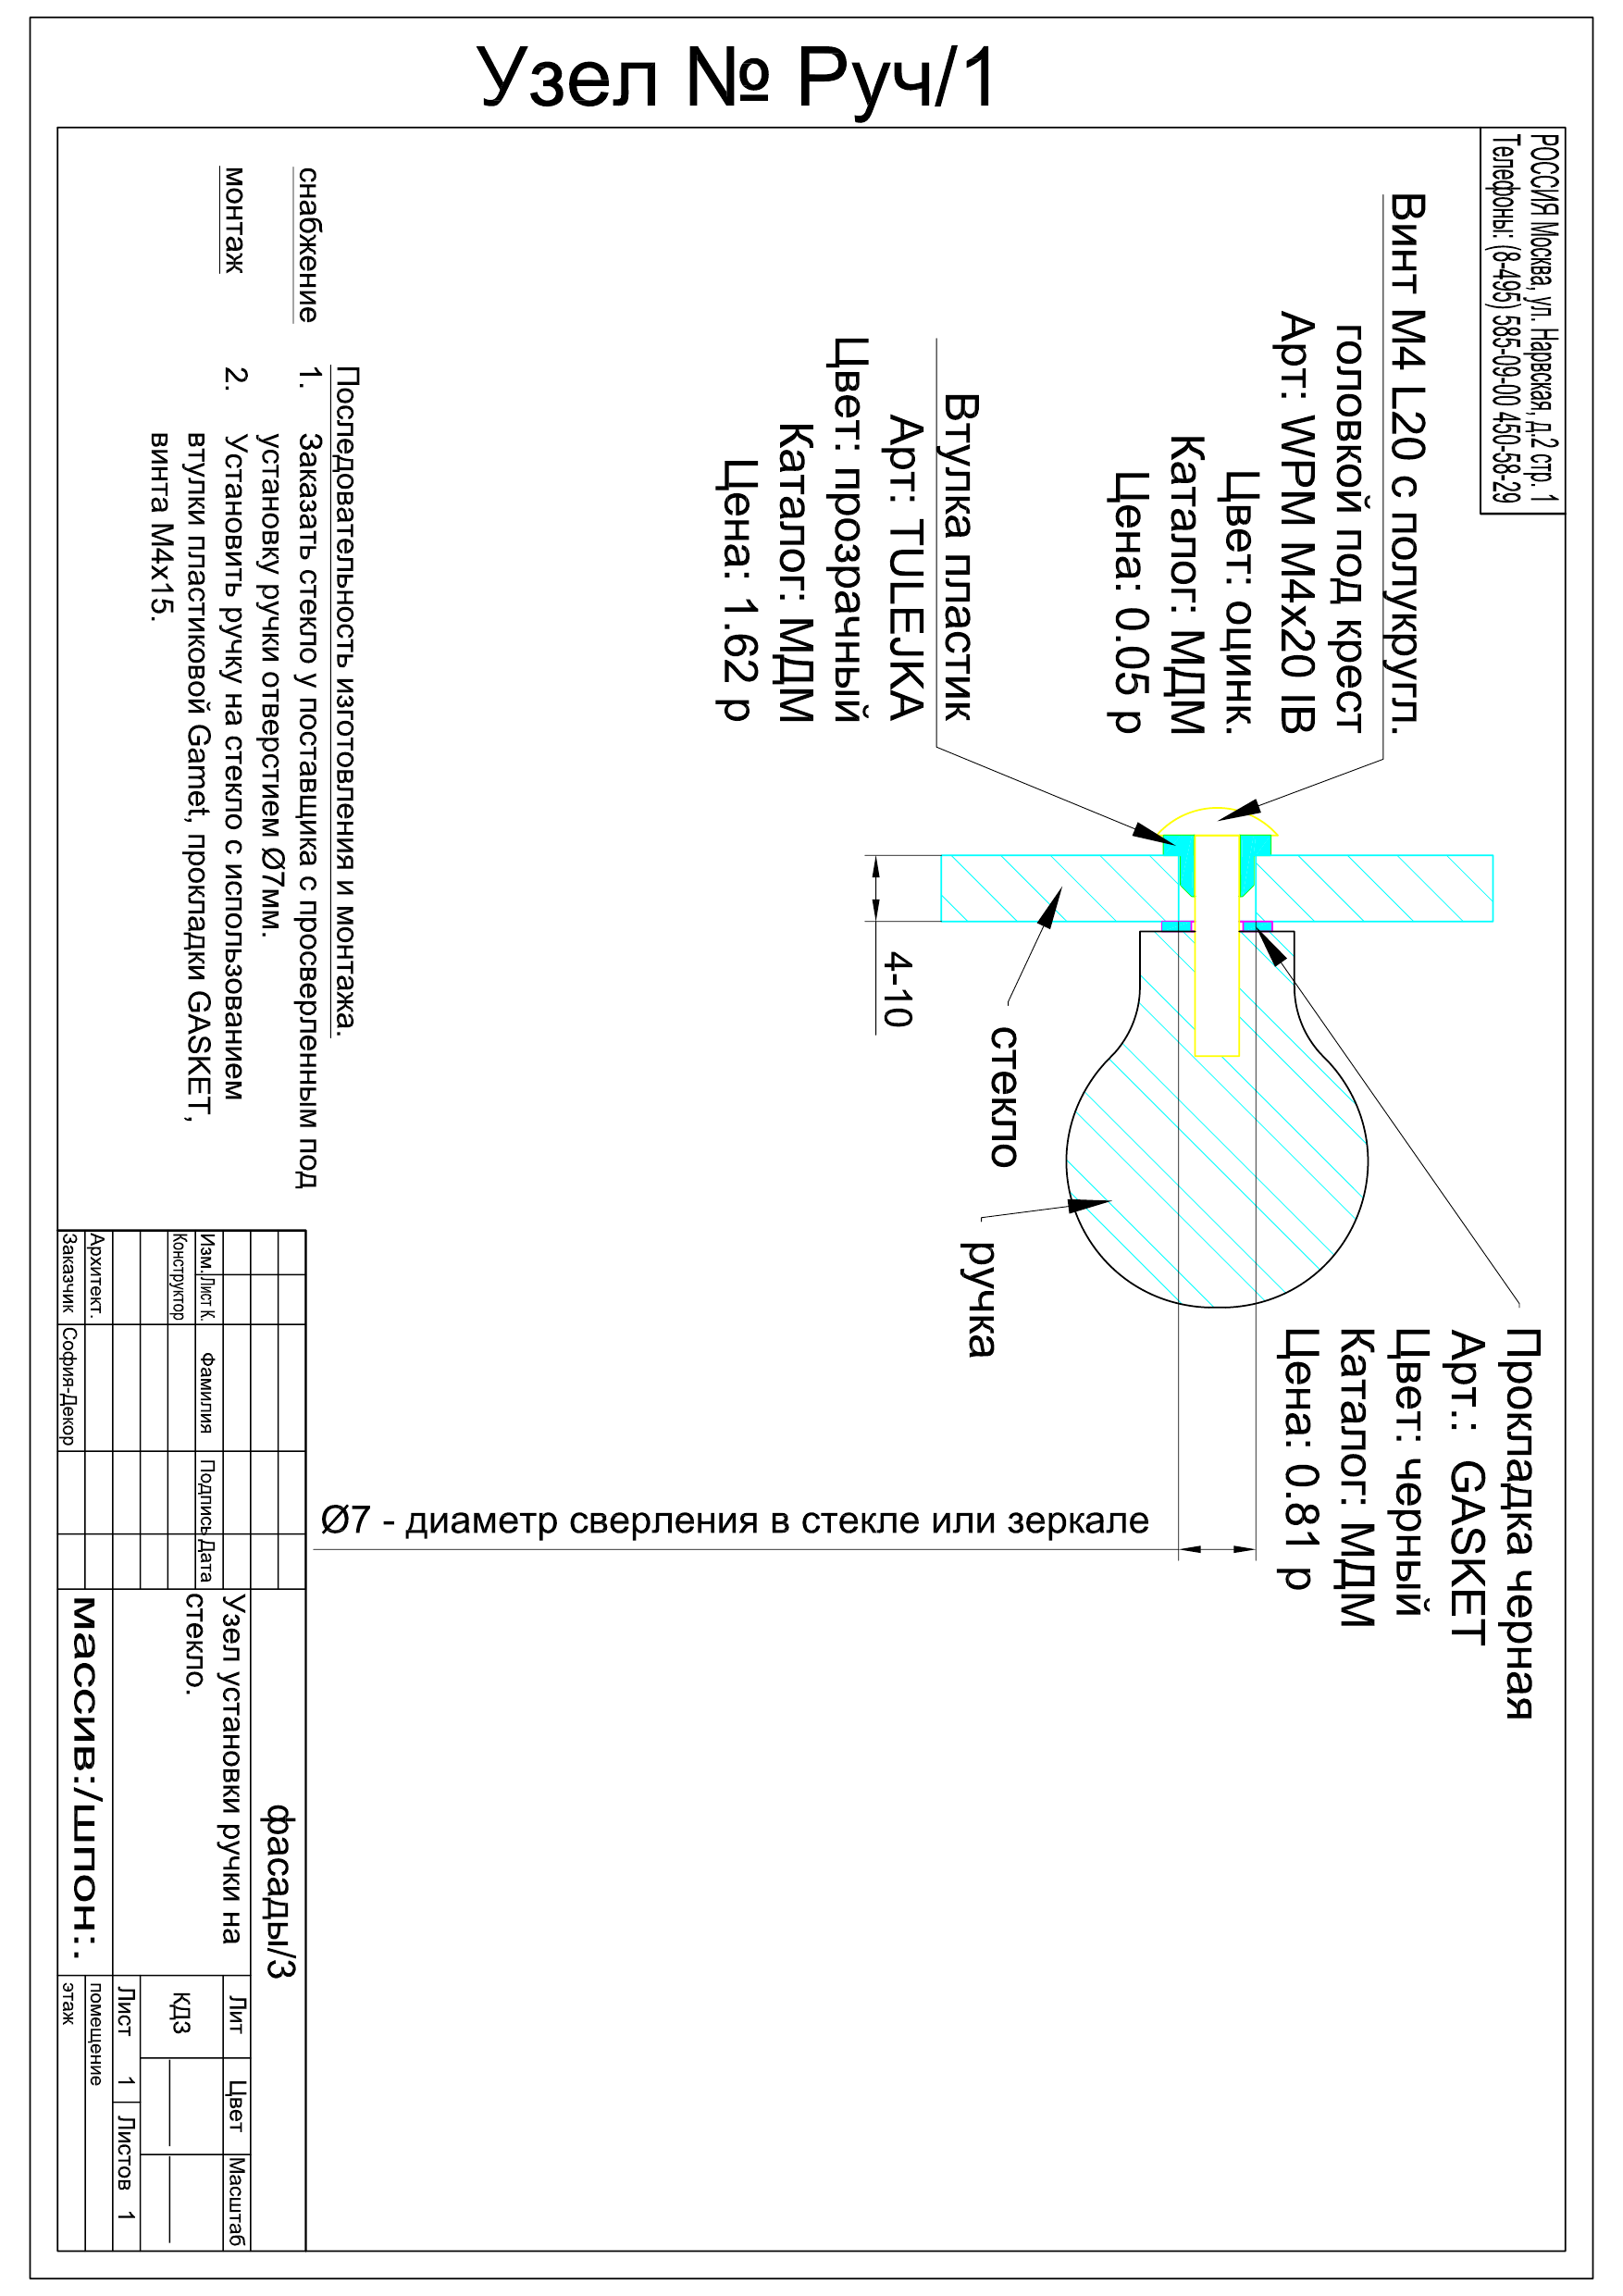 Узел № Руч/1
РОССИЯ Москва, ул. Нарвская, д.2 стр. 1
Телефоны: (8-495) 585-09-00 450-58-29
Винт М4 L20 с полукругл.
головкой под крест
Арт: WPM M4x20 IB
Цвет: оцинк.
Каталог: МДМ
Цена: 0.05 р
Втулка пластик
Арт: TULEJKA
Цвет: прозрачный
Каталог: МДМ
Цена: 1.62 р
Прокладка черная
Арт.: GASKET
Цвет: черный
Каталог: МДМ
Цена: 0.81 р
4-10
стекло
ручка
Ø7 - диаметр сверления в стекле или зеркале
Последовательность изготовления и монтажа.
снабжение 1. Заказать стекло у поставщика с просверленным под
установку ручки отверстием Ø7мм.
монтаж 2. Установить ручку на стекло с использованием
втулки пластиковой Gamet, прокладки GASKET,
винта М4х15.
фасады/3
Изм. Лист К. Фамилия Подпись Дата
Конструктор
Архитект.
Заказчик София-Декор
Узел установки ручки на
стекло.
массив:/шпон:.
Лит Цвет Масштаб
КД3
Лист 1 Листов 1
помещение
этаж